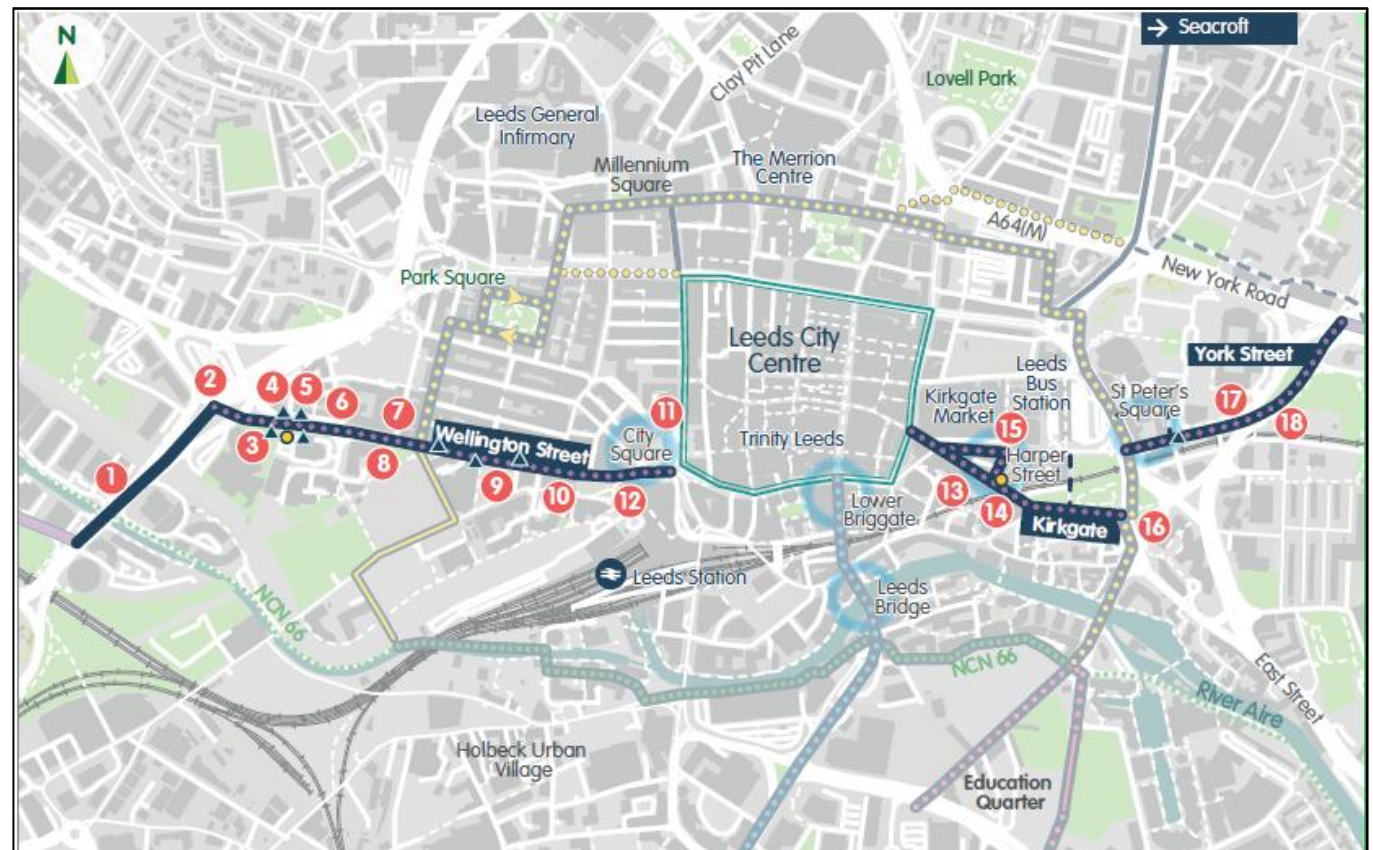 N
→ Seacroft
Clay Pit Lane
Lovell Park
Leeds General
Infirmary
The Merrion
Centre
Millennium
Square
A64(M)
New York Road
Park Square
Leeds City
Centre
Leeds
Bus
Station
York Street
2
4
5
6
7
3
8
1
Wellington Street
9
10
11
City
Square
12
Trinity Leeds
Kirkgate
Market
15
Harper
Street
St Peter's
Square
17
18
13
14
Kirkgate
16
Lower
Briggate
Leeds Station
Leeds
Bridge
NCN 66
NCN 66
East Street
River Aire
Holbeck Urban
Village
Education
Quarter